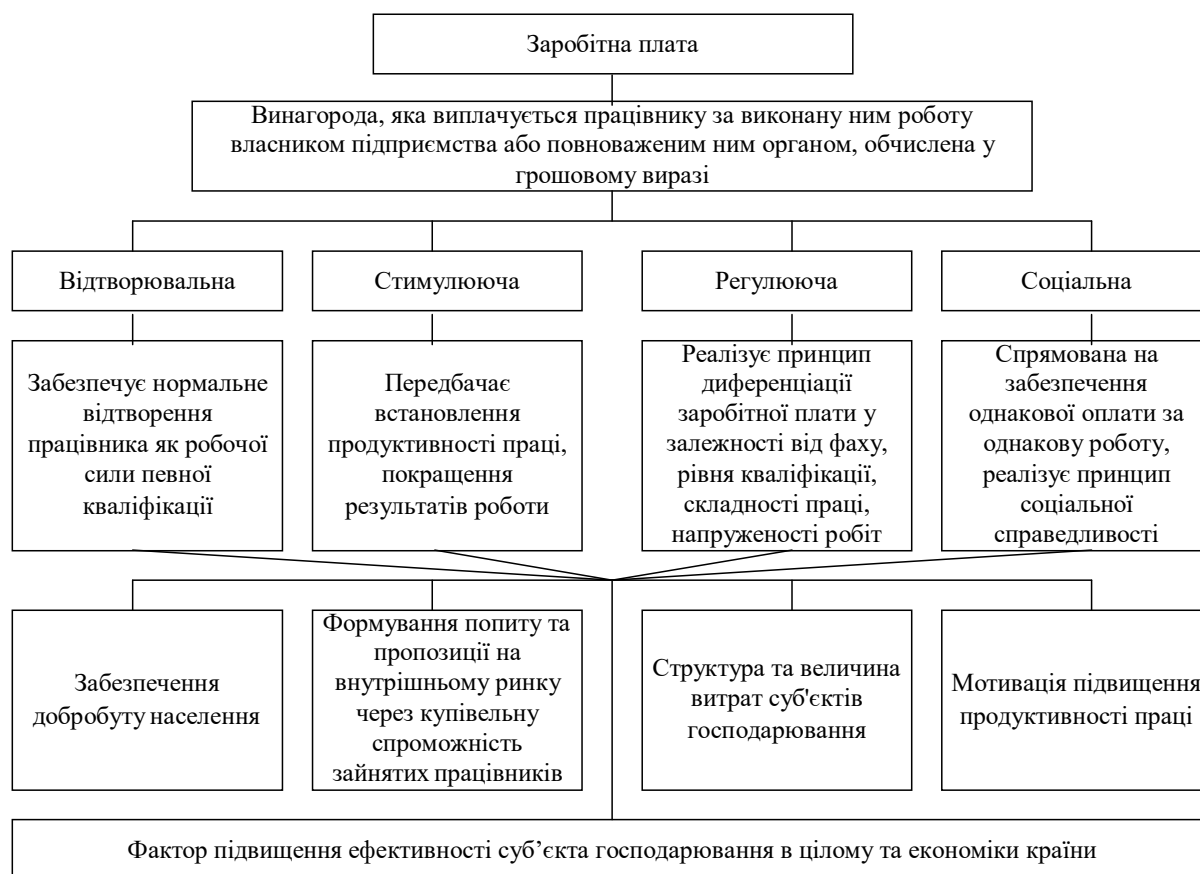 Заробітна плата
Винагорода, яка виплачується працівнику за виконану ним роботу
власником підприємства або повноваженим ним органом, обчислена у
грошовому виразі
Відтворювальна
Стимулююча
Регулююча
Соціальна
Забезпечує нормальне
відтворення
працівника як робочої
сили певної
кваліфікації
Передбачає
встановлення
продуктивності праці,
покращення
результатів роботи
Реалізує принцип
диференціації
заробітної плати у
залежності від фаху,
рівня кваліфікації,
складності праці,
напруженості робіт
Спрямована на
забезпечення
однакової оплати за
однакову роботу,
реалізує принцип
соціальної
справедливості
Забезпечення
добробуту населення
Формування попиту та
пропозиції на
внутрішньому ринку
через купівельну
спроможність
зайнятих працівників
Структура та величина
витрат суб'єктів
господарювання
Мотивація підвищення
продуктивності праці
Фактор підвищення ефективності суб’єкта господарювання в цілому та економіки країни